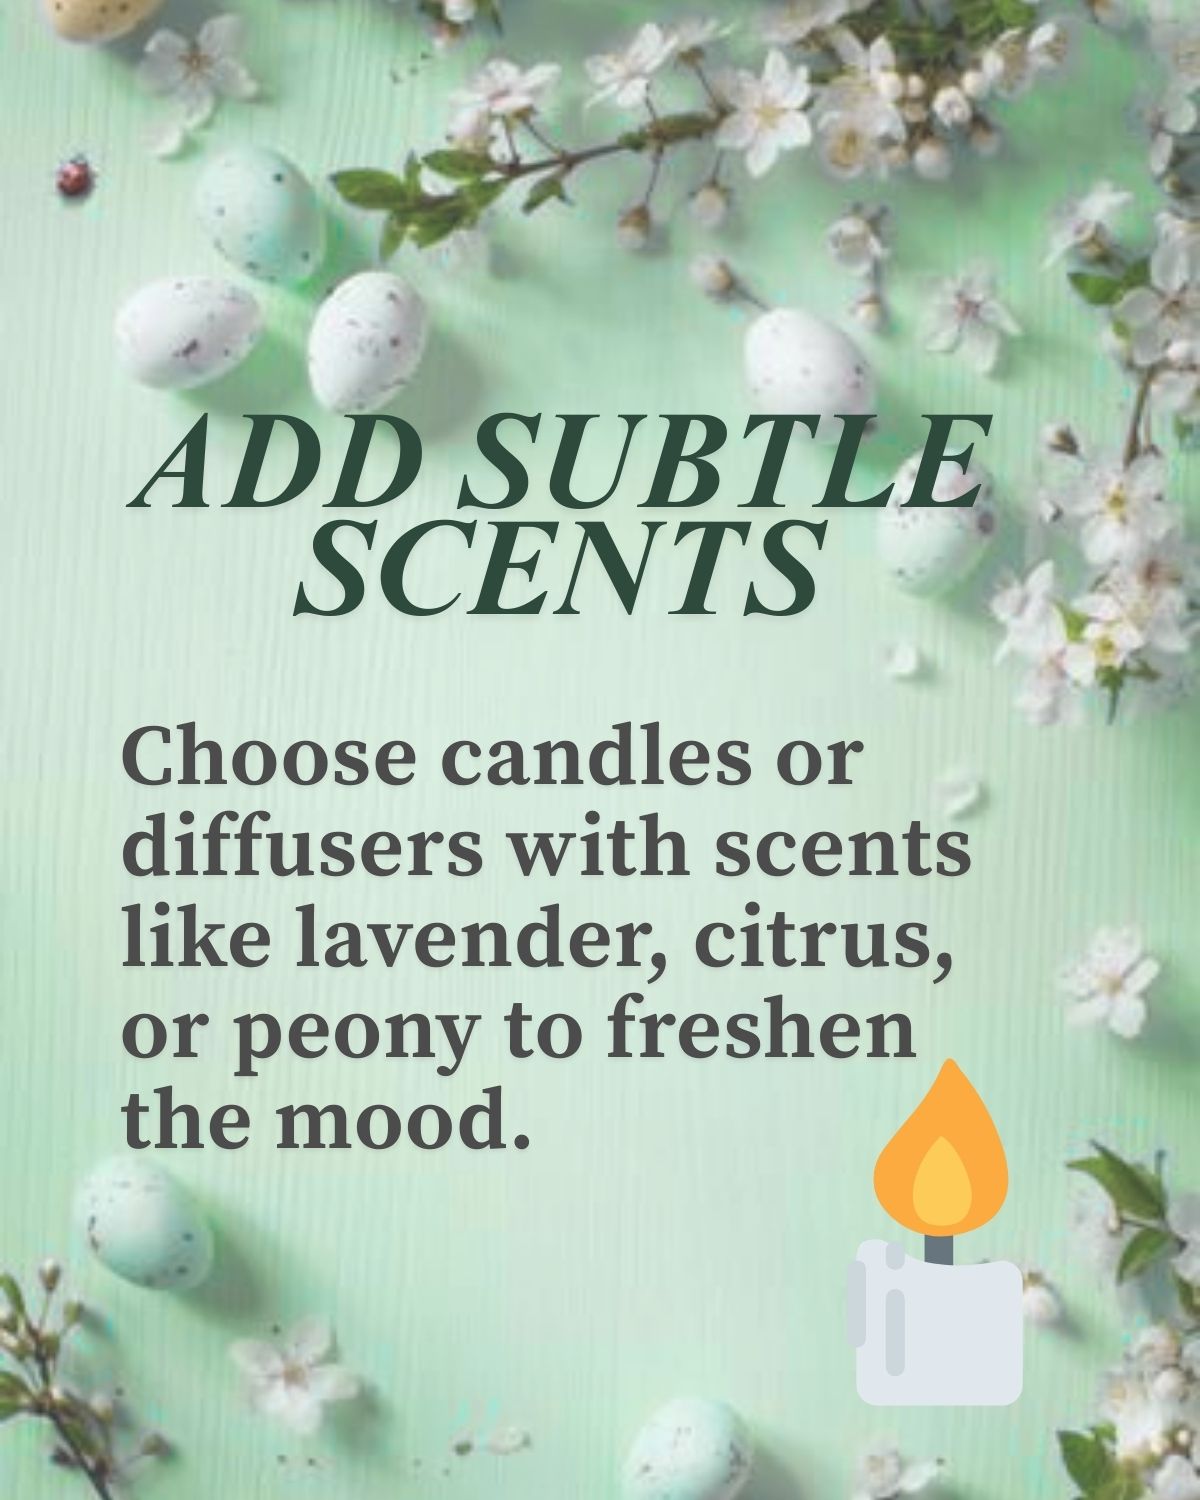 ADD SUBTLE
SCENTS
Choose candles or
diffusers with scents
like lavender, citrus,
or peony to freshen
the mood.